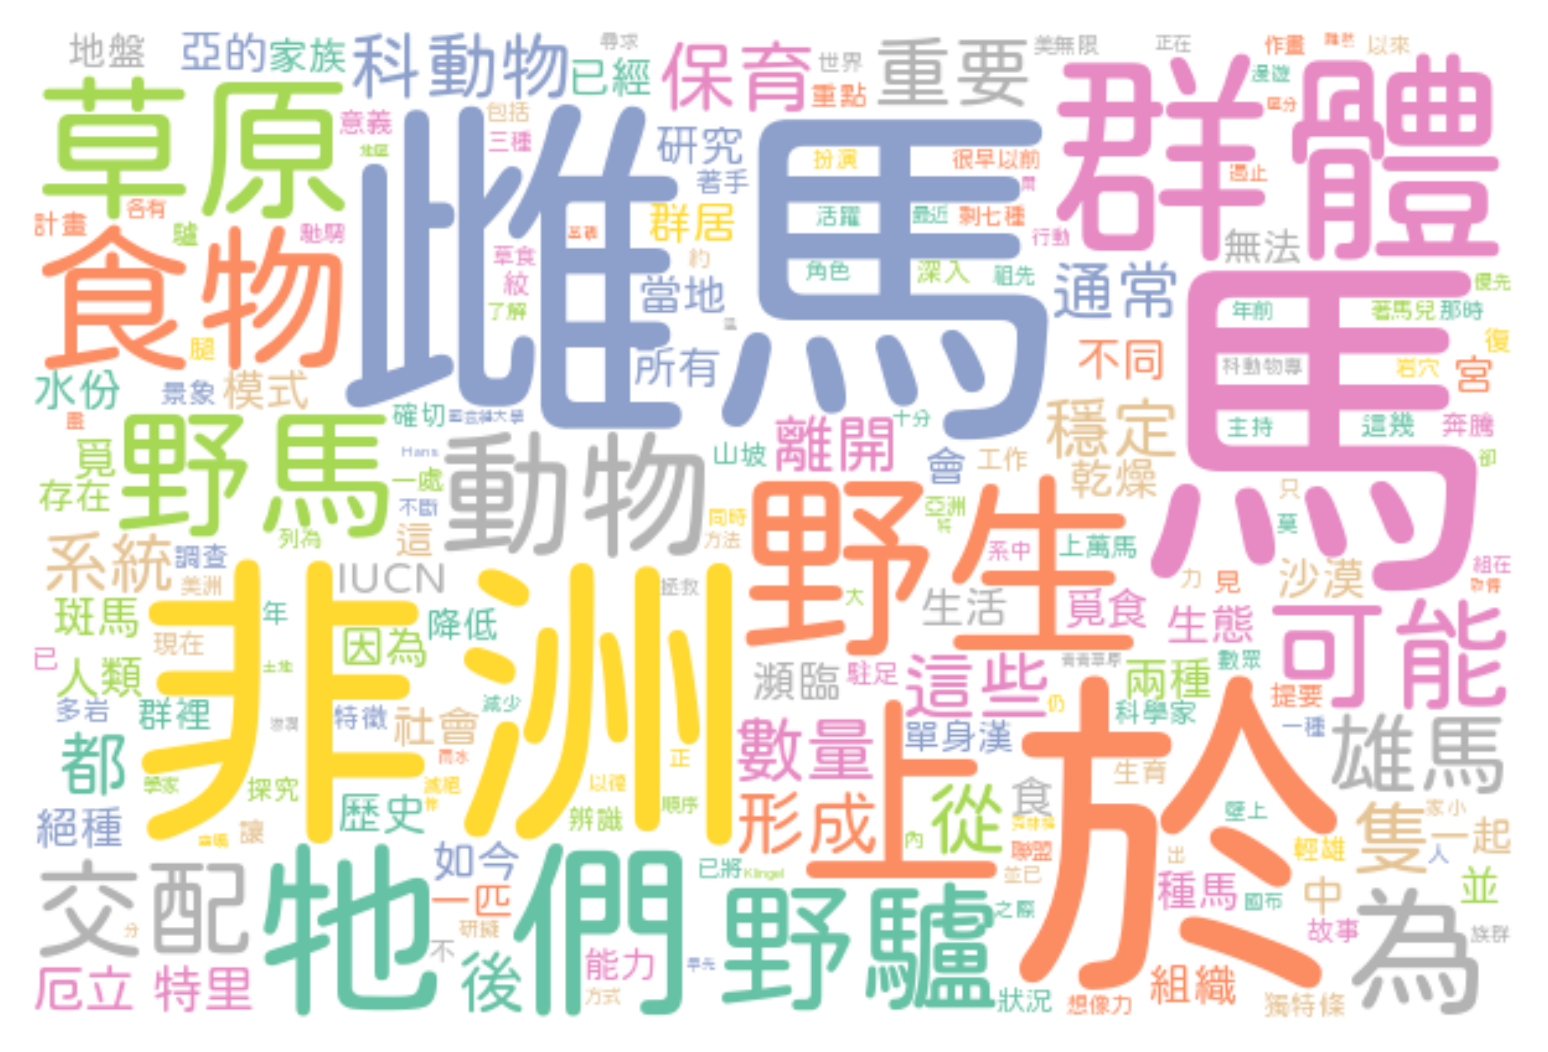 地盤
亞的
家族
科動物
已經
尋求
保育
世界
重點
重要
美無限
正在
作畫
以來
邊遊
區分
草原
意義
包括
三種
雌馬
研究
著手
扮演
很早以前
群體
遏止
計畫
各有
驢
馳騁
群居
活躍
最近
剩七種
行動
無法
食物
草食
紋
了解
約
當地
角色
深入
祖先
通常
馬
優先
年前
著馬兒
那時
腿
所有
不同
科動物專
岩穴
復
宮
水份
景象
模式
確切
十分
穩定
主持
這幾
奔騰
畫
野馬
動物
Hans
山坡
離開
會
工作
乾燥
卻
覓
一處
存在
不斷
同時
野生
亞洲
只
莫
列為
方法
系中
上萬馬
系統
調查
這
美洲
IUCN
拯救
力
見
沙漠
組在
斑馬
非洲
年
因為
降低
大
生活
覓食
生態
可能
現在
已
人類
瀕臨
駐足
這些
青青草原
兩種
數眾
多岩
群裡
特徵
社會
減少
仍
科學家
提要
一種
都
雨水
正
數量
單身漢
上
於
雄馬
學家
探究
滅絕
以後
生育
歷史
辨識
順序
形成
從
食
壁上
家小
絕種
讓
內
聯盟
輕雄
隻
一起
人
交配
牠們
如今
已將
Klingel
並已
出
種馬
國布
中
並
一匹
野驢
之際
為
分
研擬
故事
族群
不
後
能力
早先
厄立
特里
方式
狀況
想像力
組織
獨特條